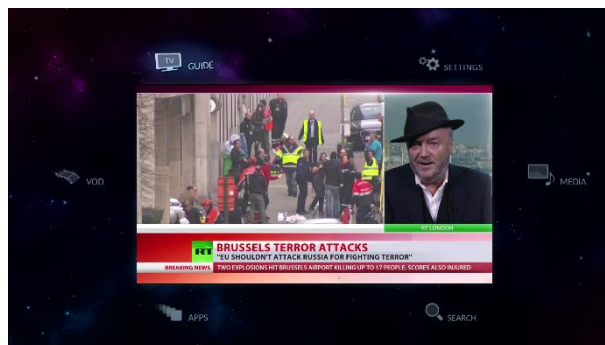 TV
GUIDE
SETTINGS
VOD
MEDIA
RT LONDON
RT
BRUSSELS TERROR ATTACKS
"EU SHOULDN'T ATTACK RUSSIA FOR FIGHTING TERROR"
BREAKING NEWS
TWO EXPLOSIONS HIT BRUSSELS AIRPORT KILLING UP TO 17 PEOPLE, SCORES ALSO INJURED
APPS
SEARCH